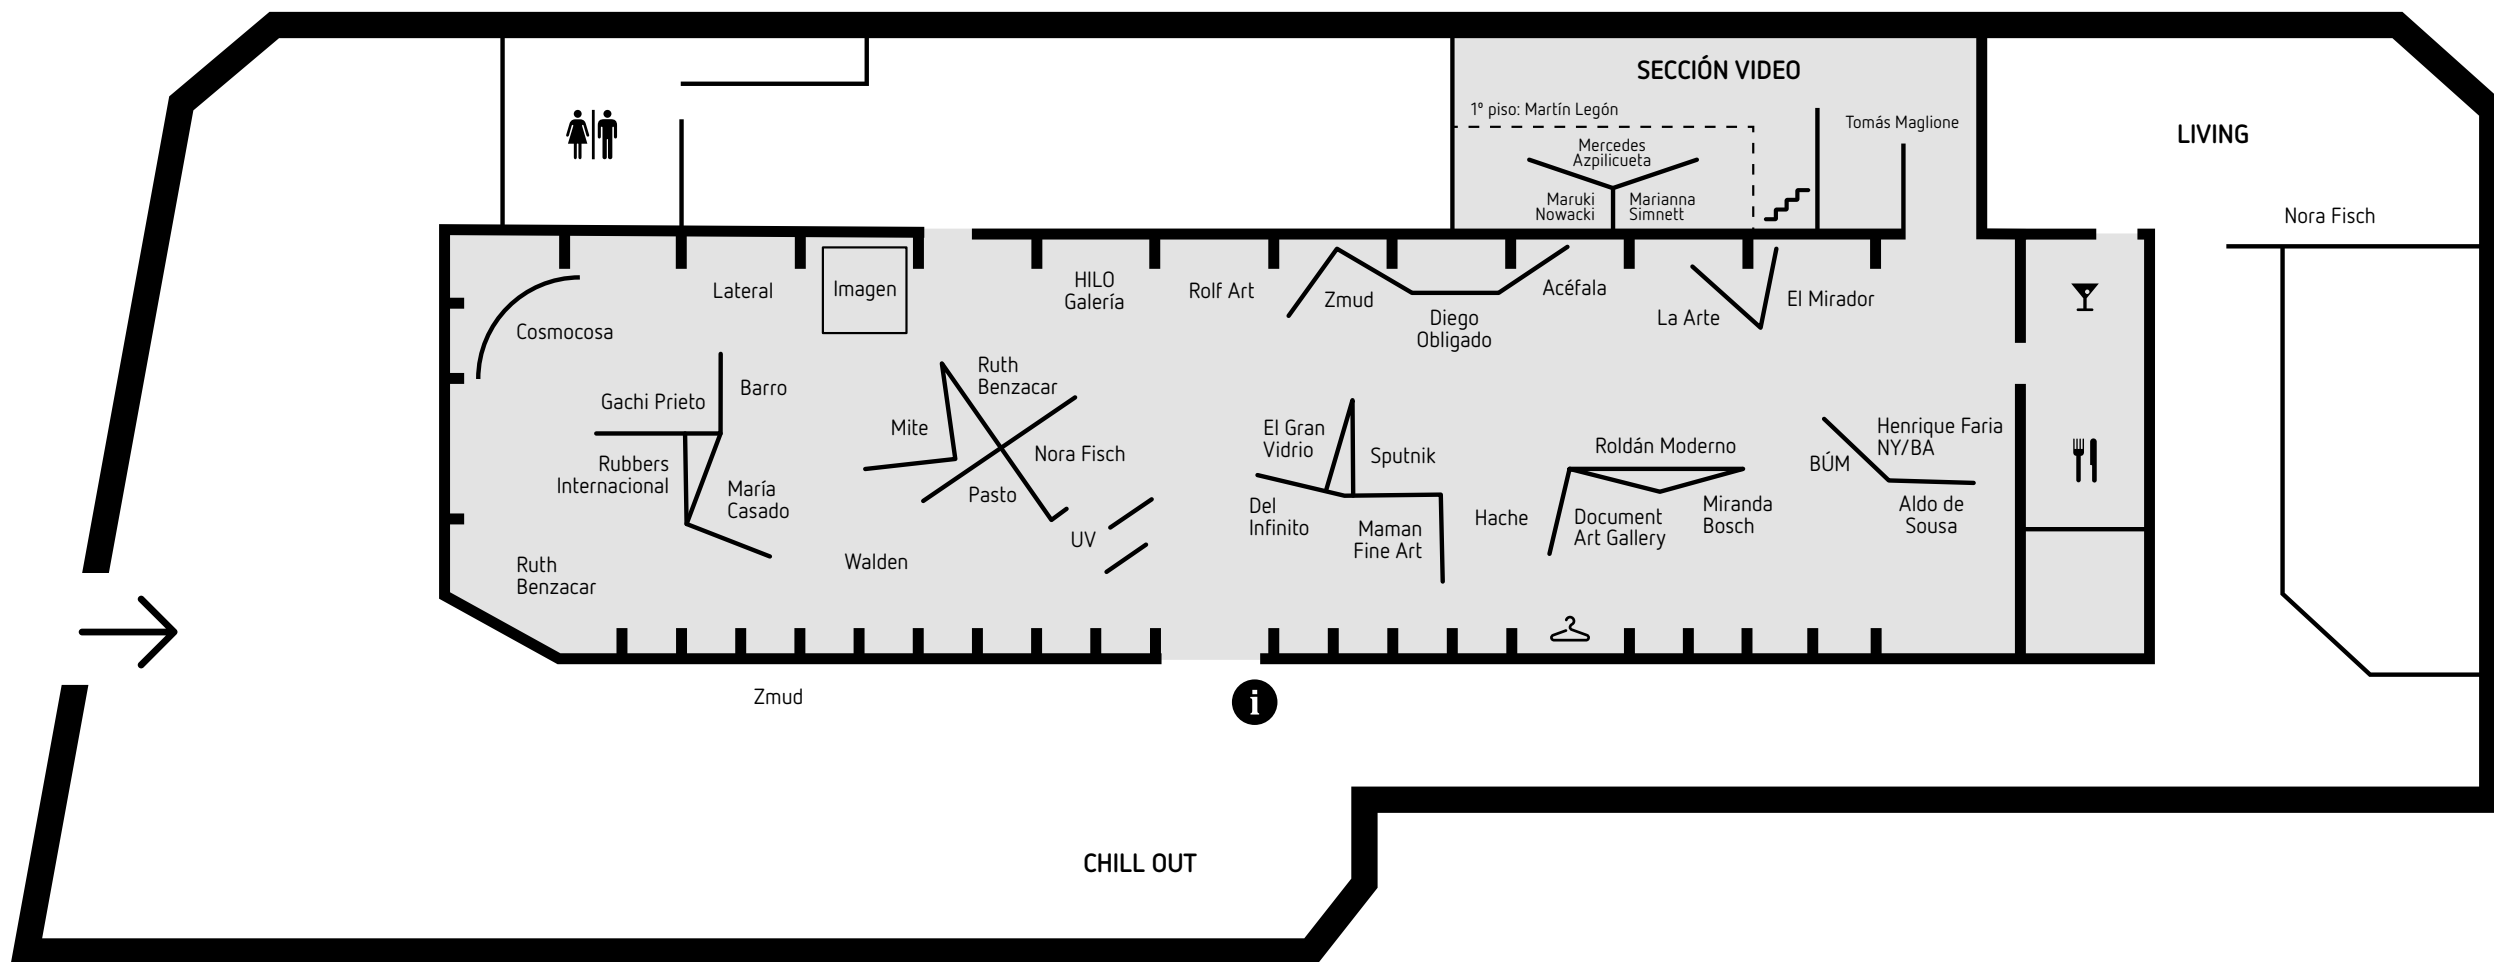 SECCIÓN VIDEO
1º piso: Martín Legón
Tomás Maglione
Mercedes
Azpilicueta
Maruki
Nowacki
Marianna
Simnett
LIVING
Nora Fisch
Lateral
Imagen
HILO
Galería
Rolf Art
Zmud
Diego
Obligado
Acéfala
La Arte
El Mirador
Cosmocosa
Gachi Prieto
Barro
Ruth
Benzacar
Mite
Nora Fisch
Pasto
Rubbers
Internacional
María
Casado
El Gran
Vidrio
Sputnik
Roldán Moderno
BÚM
Henrique Faria
NY/BA
Del
Infinito
Maman
Fine Art
Hache
Document
Art Gallery
Miranda
Bosch
Aldo de
Sousa
Ruth
Benzacar
Walden
UV
Zmud
i
CHILL OUT